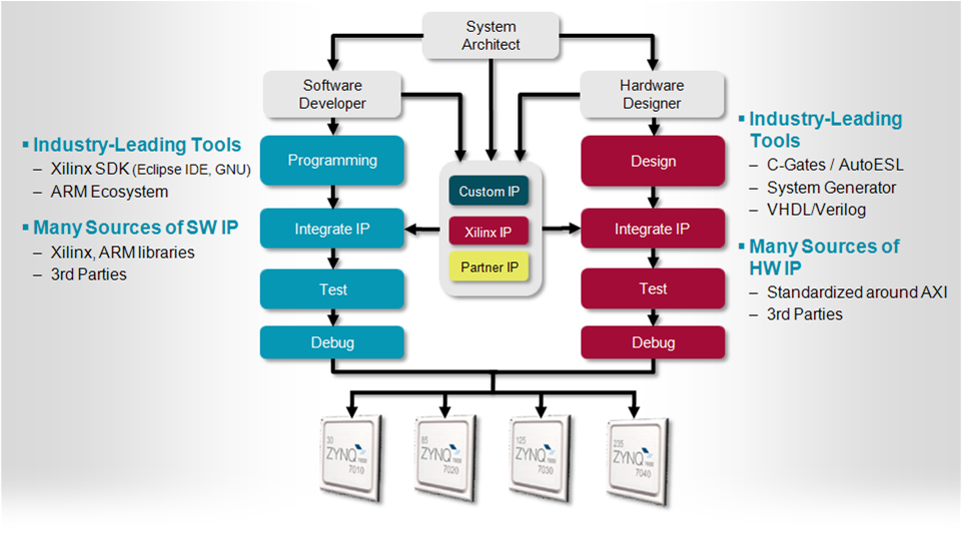 System
Architect
Software
Developer
Hardware
Designer
▪ Industry-Leading Tools
– Xilinx SDK (Eclipse IDE, GNU)
– ARM Ecosystem
▪ Many Sources of SW IP
– Xilinx, ARM libraries
– 3rd Parties
Programming
Integrate IP
Test
Debug
Custom IP
Xilinx IP
Partner IP
Design
Integrate IP
Test
Debug
▪ Industry-Leading
Tools
– C-Gates / AutoESL
– System Generator
– VHDL/Verilog
▪ Many Sources of
HW IP
– Standardized around AXI
– 3rd Parties
30
ZYNQ
7010
85
ZYNQ
7020
125
ZYNQ
7030
235
ZYNQ
7040